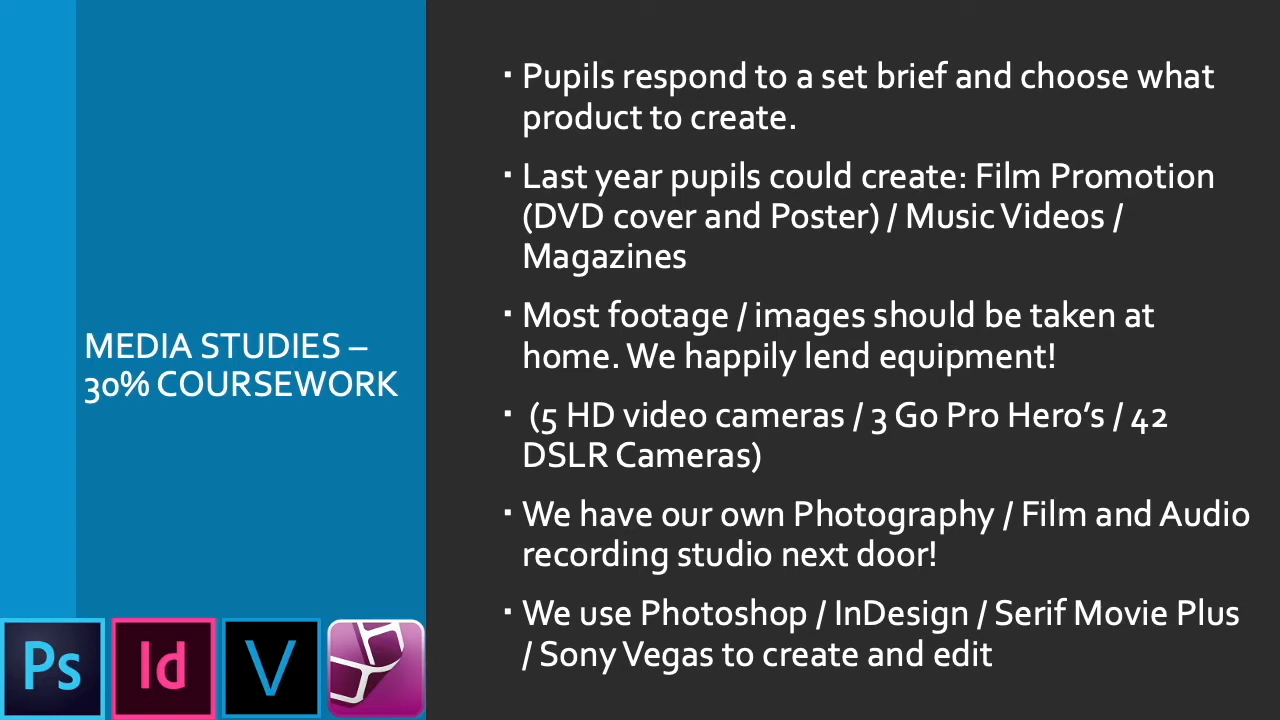 MEDIA STUDIES –
30% COURSEWORK
▪ Pupils respond to a set brief and choose what
product to create.
▪ Last year pupils could create: Film Promotion
(DVD cover and Poster) / Music Videos /
Magazines
▪ Most footage / images should be taken at
home. We happily lend equipment!
▪ (5 HD video cameras / 3 Go Pro Hero’s / 42
DSLR Cameras)
▪ We have our own Photography / Film and Audio
recording studio next door!
▪ We use Photoshop / InDesign / Serif Movie Plus
/ Sony Vegas to create and edit
Ps
Id
V